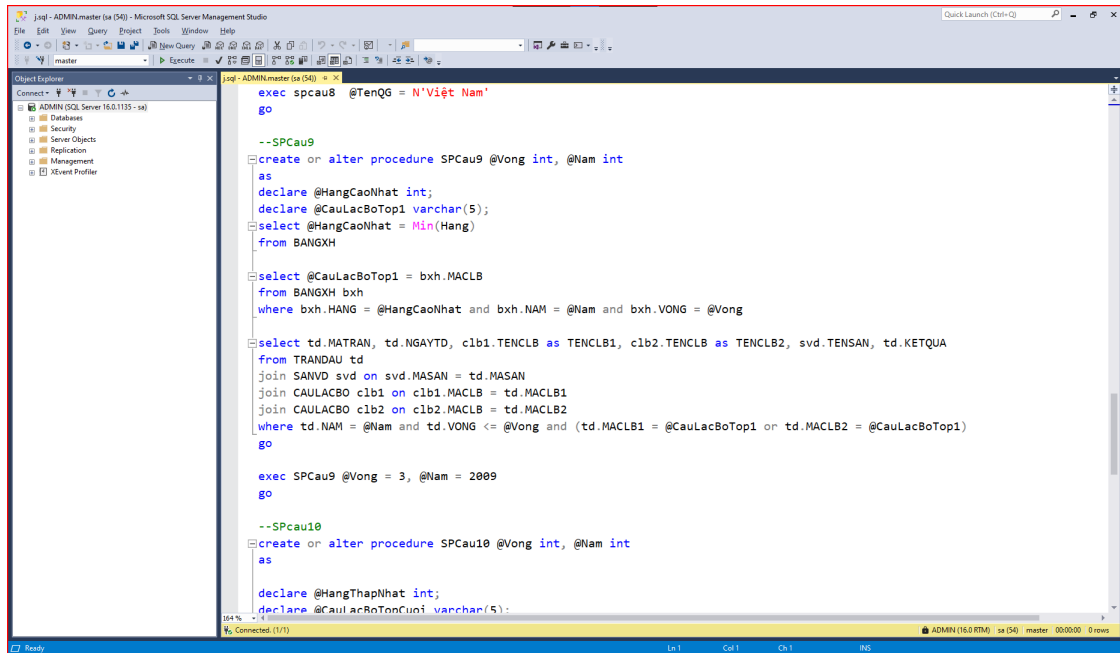 j.sql - ADMIN.master (sa (54)) - Microsoft SQL Server Management Studio
Quick Launch (Ctrl+Q)
File Edit View Query Project Tools Window Help
New Query
master
Execute
Object Explorer
j.sql - ADMIN.master (sa (54))
Connect
ADMIN (SQL Server 16.0.1135 - sa)
Databases
Security
Server Objects
Replication
Management
XEvent Profiler
exec spcau8 @TenQG = N'Việt Nam'
go
--SPCau9
create or alter procedure SPCau9 @Vong int, @Nam int
as
declare @HangCaoNhat int;
declare @CauLacBoTop1 varchar(5);
select @HangCaoNhat = Min(Hang)
from BANGXH
select @CauLacBoTop1 = bxh.MACLB
from BANGXH bxh
where bxh.HANG = @HangCaoNhat and bxh.NAM = @Nam and bxh.VONG = @Vong
select td.MATRAN, td.NGAYTD, clb1.TENCLB as TENCLB1, clb2.TENCLB as TENCLB2, svd.TENSAN, td.KETQUA
from TRANDAU td
join SANVD svd on svd.MASAN = td.MASAN
join CAULACBO clb1 on clb1.MACLB = td.MACLB1
join CAULACBO clb2 on clb2.MACLB = td.MACLB2
where td.NAM = @Nam and td.VONG <= @Vong and (td.MACLB1 = @CauLacBoTop1 or td.MACLB2 = @CauLacBoTop1)
go
exec SPCau9 @Vong = 3, @Nam = 2009
go
--SPcau10
create or alter procedure SPCau10 @Vong int, @Nam int
as
declare @HangThapNhat int;
declare @CauLacBoTopCuoi varchar(5);
164 %
Connected. (1/1)
ADMIN (16.0 RTM) sa (54) master 00:00:00 0 rows
Ready
Ln 1 Col 1 Ch 1 INS